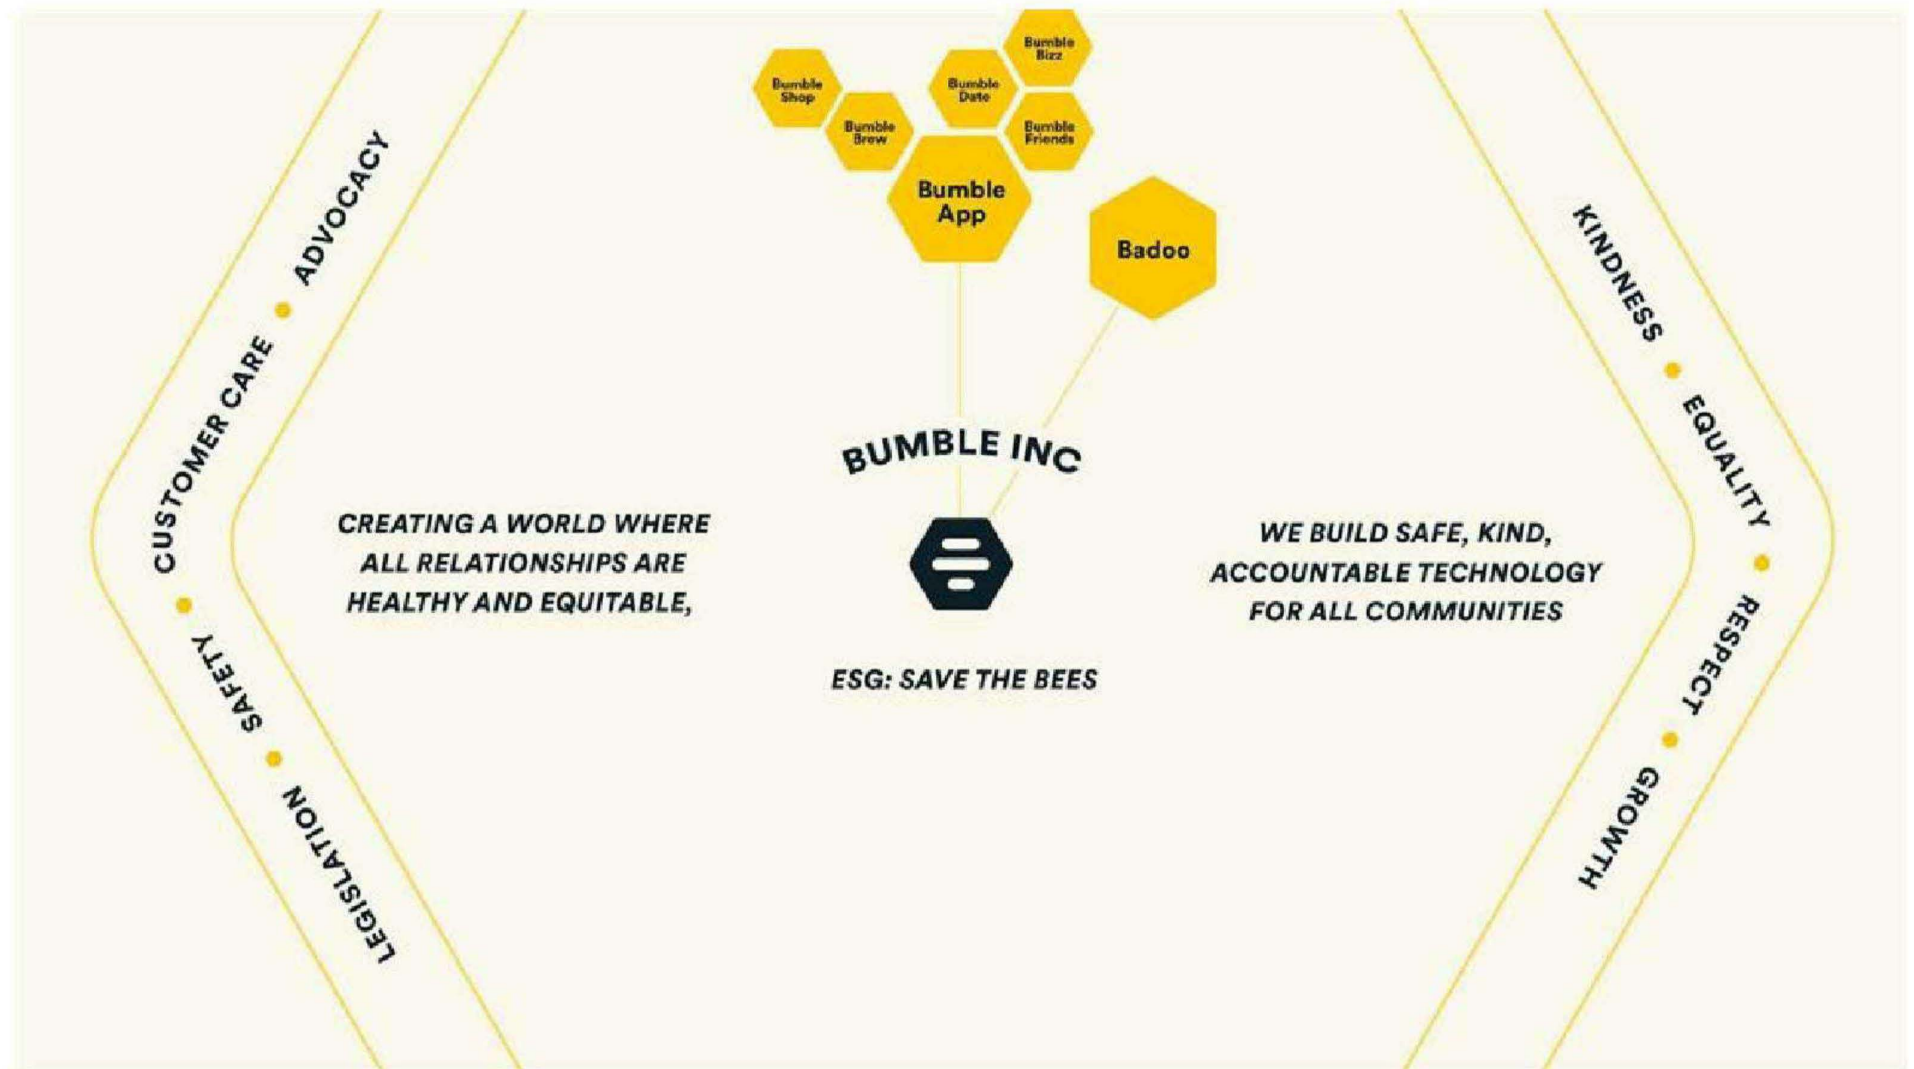 Bumble
Bizz
Bumble
Shop
Bumble
Date
Bumble
Brew
Bumble
Friends
Bumble
App
Badoo
BUMBLE INC
ADVOCACY
CUSTOMER CARE
SAFETY
LEGISLATION
CREATING A WORLD WHERE
ALL RELATIONSHIPS ARE
HEALTHY AND EQUITABLE,
ESG: SAVE THE BEES
WE BUILD SAFE, KIND,
ACCOUNTABLE TECHNOLOGY
FOR ALL COMMUNITIES
KINDNESS
EQUALITY
RESPECT
GROWTH